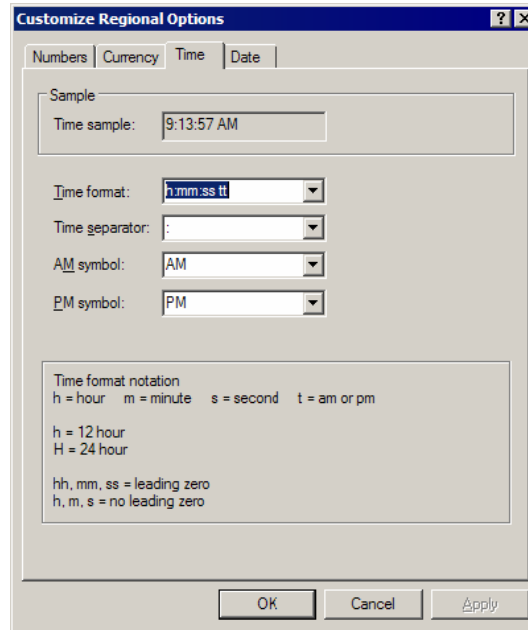 Customize Regional Options
Numbers Currency Time Date
Sample
Time sample: 9:13:57 AM
Time format: h:mm:ss tt
Time separator: :
AM symbol: AM
PM symbol: PM
Time format notation
h = hour m = minute s = second t = am or pm
h = 12 hour
H = 24 hour
hh, mm, ss = leading zero
h, m, s = no leading zero
OK Cancel Apply